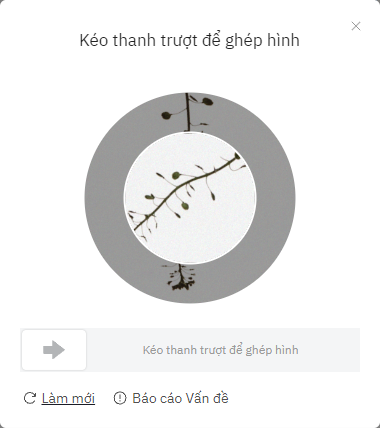 Kéo thanh trượt để ghép hình
Kéo thanh trượt để ghép hình
Làm mới
Báo cáo Vấn đề